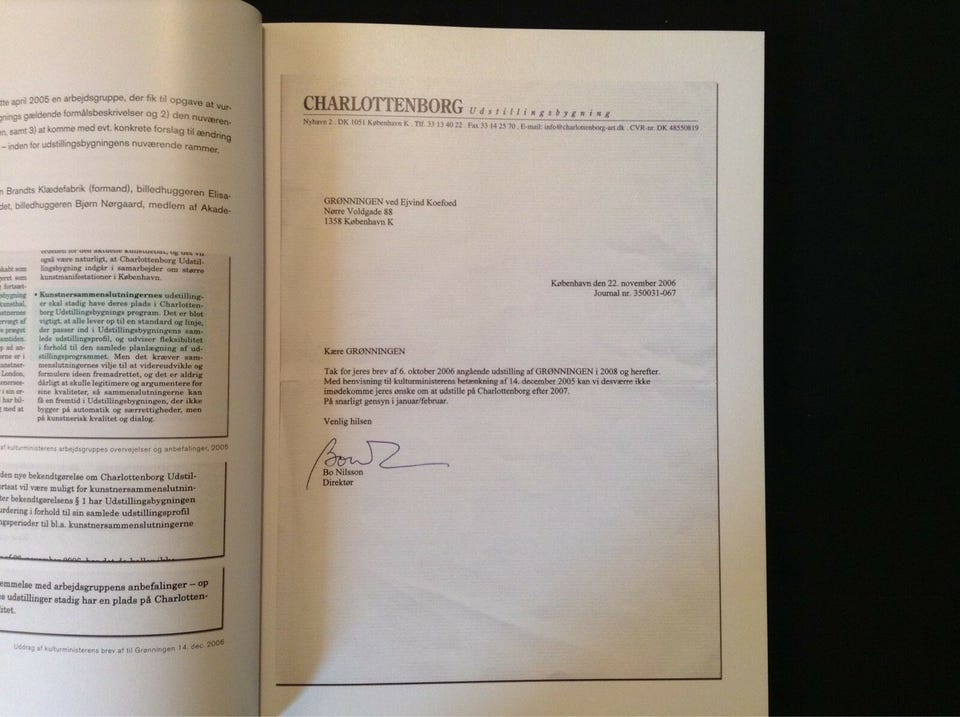 tte april 2005 en arbejdsgruppe, der fik til opgave at vur-
gnings gældende formålsbeskrivelser og 2) den nuværen-
en, samt 3) at komme med evt. konkrete forslag til ændring
– inden for udstillingsbygningens nuværende rammer,
n Brandts Klædefabrik (formand), billedhuggeren Elisa-
det, billedhuggeren Bjørn Nørgaard, medlem af Akade-
også være naturligt, at Charlottenborg Udstil-
lingsbygning indgår i samarbejder om større
kunstmanifestationer i København.
• Kunstnersammenslutningernes udstilling-
er skal stadig have deres plads i Charlotten-
borg Udstillingsbygnings program. Det er blot
vigtigt, at alle lever op til en standard og linje,
der passer ind i Udstillingsbygningens sam-
lede udstillingsprofil, og udviser fleksibilitet
i forhold til den samlede planlægning af ud-
stillingsprogrammet. Men det kræver sam-
menslutningernes vilje til at videreudvikle og
formulere ideen fremadrettet, og det er aldrig
dårligt at skulle legitimere og argumentere for
sine kvaliteter, så sammenslutningerne kan
få en fremtid i Udstillingsbygningen, der ikke
bygger på automatik og særrettigheder, men
på kunstnerisk kvalitet og dialog.
af kulturministerens arbejdsgruppes overvejelser og anbefalinger, 2005
den nye bekendtgørelse om Charlottenborg Udstil-
ortsat vil være muligt for kunstnersammenslutnin-
ter bekendtgørelsens § 1 har Udstillingsbygningen
urdering i forhold til sin samlede udstillingsprofil
ngsperioder til bl.a. kunstnersammenslutningerne
emmelse med arbejdsgruppens anbefalinger – op
s udstillinger stadig har en plads på Charlotten-
itet.
Uddrag af kulturministerens brev af til Grønningen 14. dec. 2006
CHARLOTTENBORG Udstillingsbygning
Nyhavn 2 . DK 1051 København K . Tlf. 33 13 40 22 . Fax 33 14 25 70 . E-mail: info@charlottenborg-art.dk . CVR-nr. DK 48550819
GRØNNINGEN ved Ejvind Koefoed
Nørre Voldgade 88
1358 København K
København den 22. november 2006
Journal nr. 350031-067
Kære GRØNNINGEN
Tak for jeres brev af 6. oktober 2006 angående udstilling af GRØNNINGEN i 2008 og herefter.
Med henvisning til kulturministerens betænkning af 14. december 2005 kan vi desværre ikke
imødekomme jeres ønske om at udstille på Charlottenborg efter 2007.
På snarligt gensyn i januar/februar.
Venlig hilsen
Bo Nilsson
Direktør